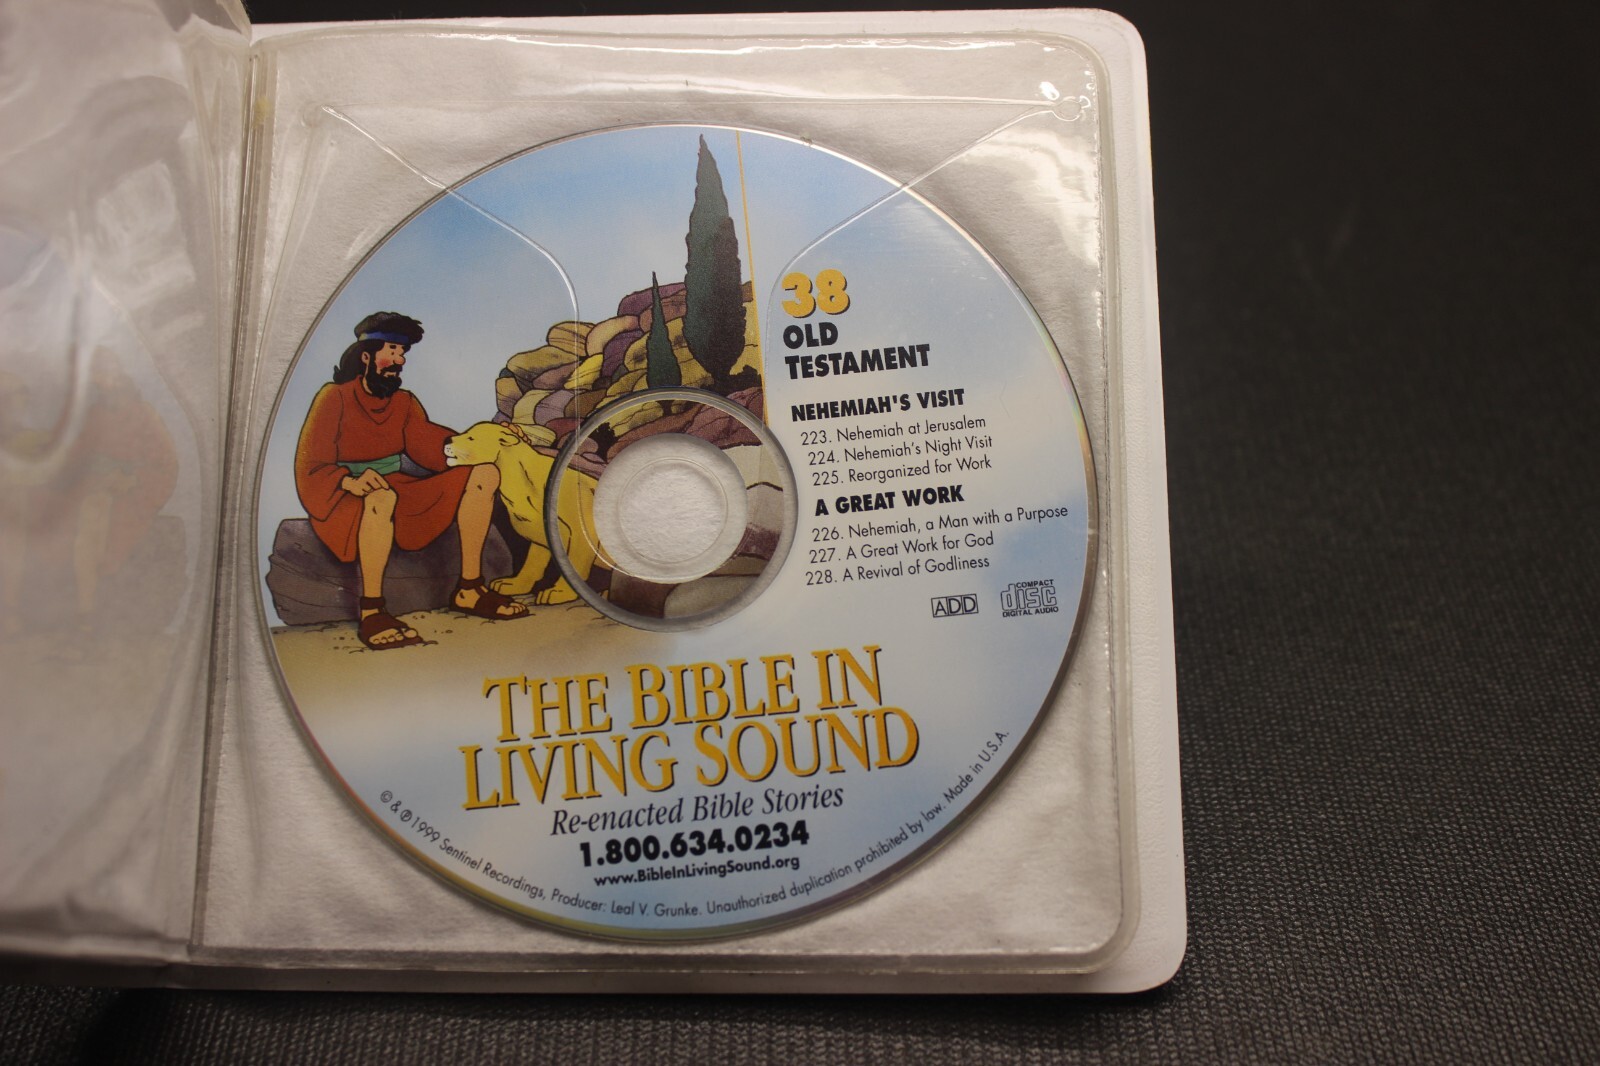 38
OLD
TESTAMENT
NEHEMIAH'S VISIT
223. Nehemiah at Jerusalem
224. Nehemiah's Night Visit
225. Reorganized for Work
A GREAT WORK
226. Nehemiah, a Man with a Purpose
227. A Great Work for God
228. A Revival of Godliness
ADD
COMPACT
disc
DIGITAL AUDIO
THE BIBLE IN
LIVING SOUND
Re-enacted Bible Stories
1.800.634.0234
www.BibleInLivingSound.org
© & ℗ 1999 Sentinel Recordings, Producer: Leal V. Grunke. Unauthorized duplication prohibited by law. Made in U.S.A.